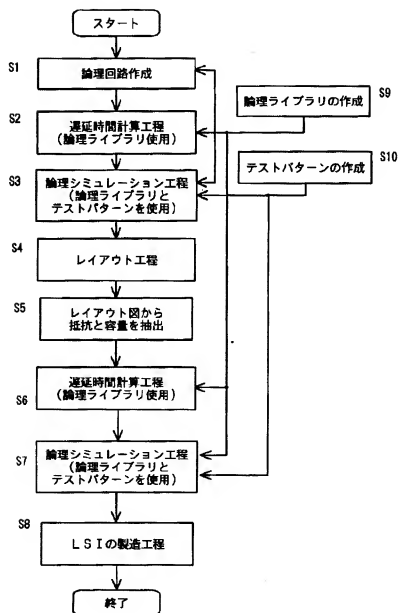 スタート
S1
論理回路作成
S9
論理ライブラリの作成
S2
遅延時間計算工程
(論理ライブラリ使用)
S10
テストパターンの作成
S3
論理シミュレーション工程
(論理ライブラリと
テストパターンを使用)
S4
レイアウト工程
S5
レイアウト図から
抵抗と容量を抽出
遅延時間計算工程
(論理ライブラリ使用)
S6
S7
論理シミュレーション工程
(論理ライブラリと
テストパターンを使用)
S8
LSIの製造工程
終了